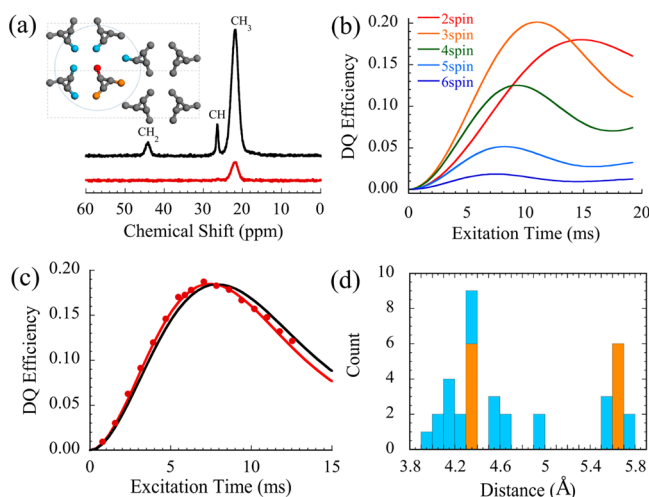 (a)
CH3
CH
CH2
60 50 40 30 20 10 0
Chemical Shift (ppm)
(b)
DQ Efficiency
0.20
0.15
0.10
0.05
0.00
2spin
3spin
4spin
5spin
6spin
0 5 10 15 20
Exitation Time (ms)
(c)
DQ Efficiency
0.20
0.15
0.10
0.05
0.00
0 5 10 15
Excitation Time (ms)
(d)
Count
10
8
6
4
2
0
3.8 4.2 4.6 5 5.4 5.8
Distance (Å)